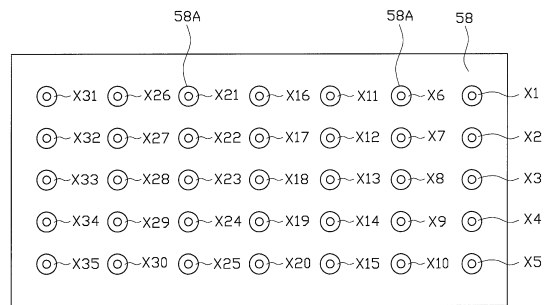 58A 58A 58
X31 X26 X21 X16 X11 X6 X1
X32 X27 X22 X17 X12 X7 X2
X33 X28 X23 X18 X13 X8 X3
X34 X29 X24 X19 X14 X9 X4
X35 X30 X25 X20 X15 X10 X5